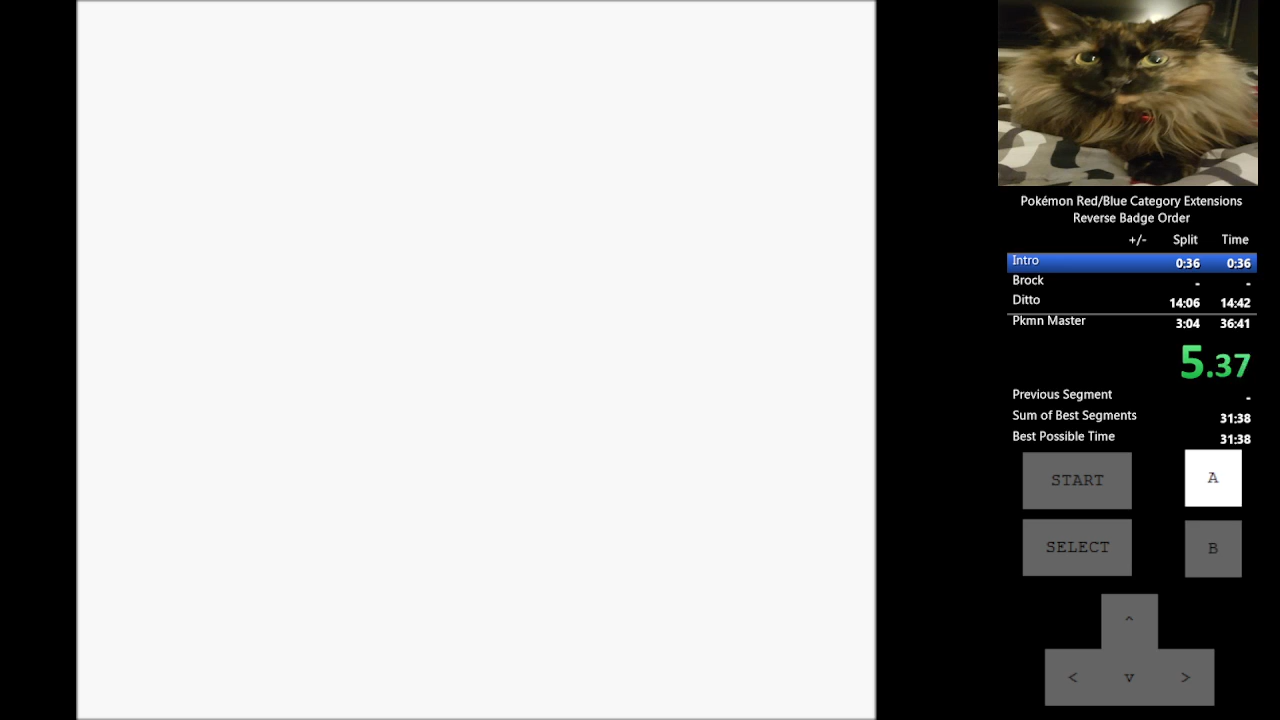 Pokémon Red/Blue Category Extensions
Reverse Badge Order
+/- Split Time
Intro 0:36 0:36
Brock - -
Ditto 14:06 14:42
Pkmn Master 3:04 36:41
5.37
Previous Segment -
Sum of Best Segments 31:38
Best Possible Time 31:38
START A
SELECT B
^
< v >